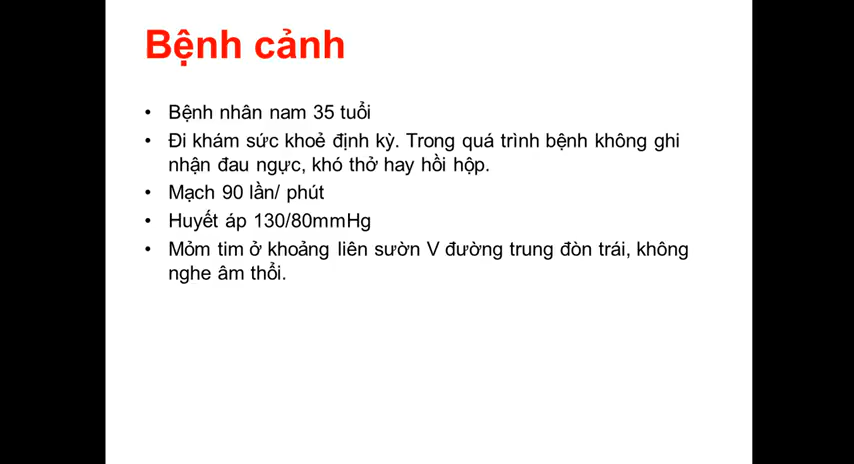 Bệnh cảnh
• Bệnh nhân nam 35 tuổi
• Đi khám sức khoẻ định kỳ. Trong quá trình bệnh không ghi
nhận đau ngực, khó thở hay hồi hộp.
• Mạch 90 lần/ phút
• Huyết áp 130/80mmHg
• Mỏm tim ở khoảng liên sườn V đường trung đòn trái, không
nghe âm thổi.